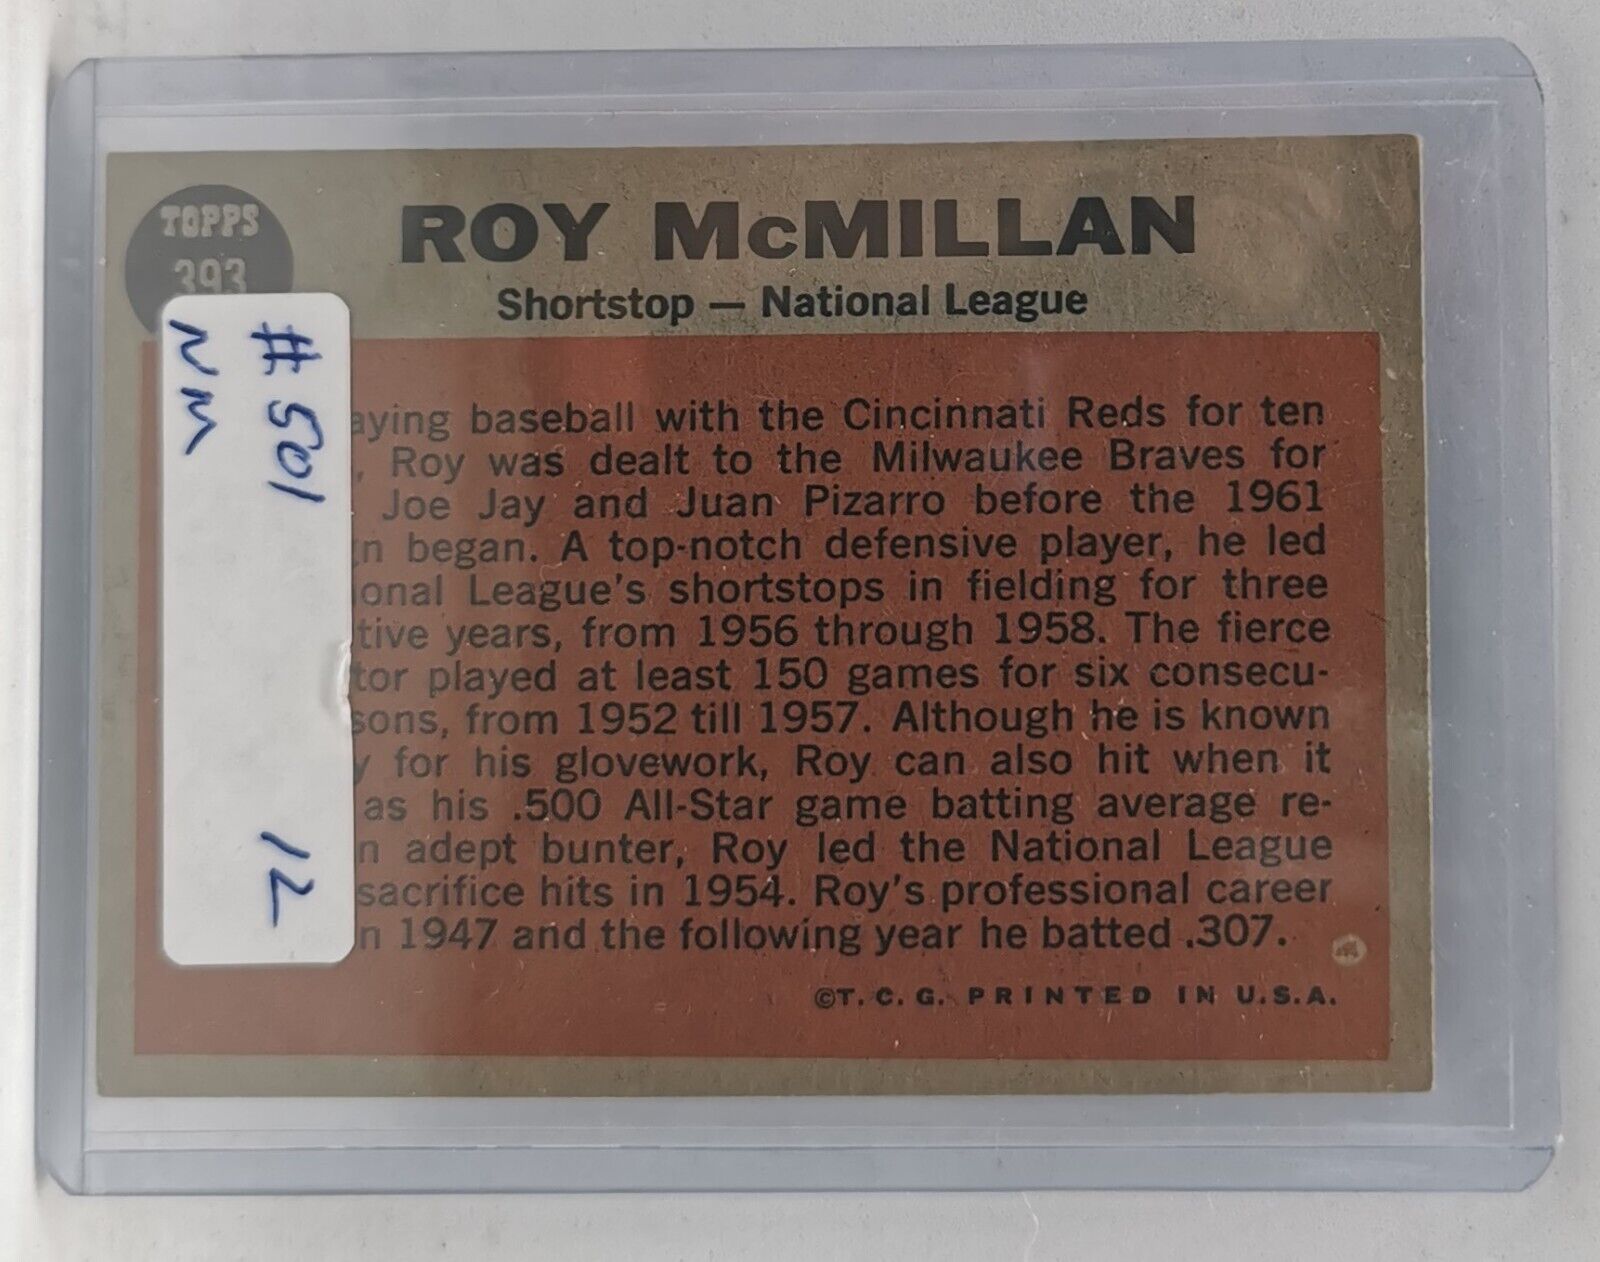 TOPPS
393
ROY McMILLAN
Shortstop — National League
#501
NM
12
aying baseball with the Cincinnati Reds for ten
, Roy was dealt to the Milwaukee Braves for
Joe Jay and Juan Pizarro before the 1961
n began. A top-notch defensive player, he led
ional League's shortstops in fielding for three
tive years, from 1956 through 1958. The fierce
tor played at least 150 games for six consecu-
sons, from 1952 till 1957. Although he is known
y for his glovework, Roy can also hit when it
as his .500 All-Star game batting average re-
n adept bunter, Roy led the National League
sacrifice hits in 1954. Roy's professional career
n 1947 and the following year he batted .307.
©T. C. G. PRINTED IN U.S.A.